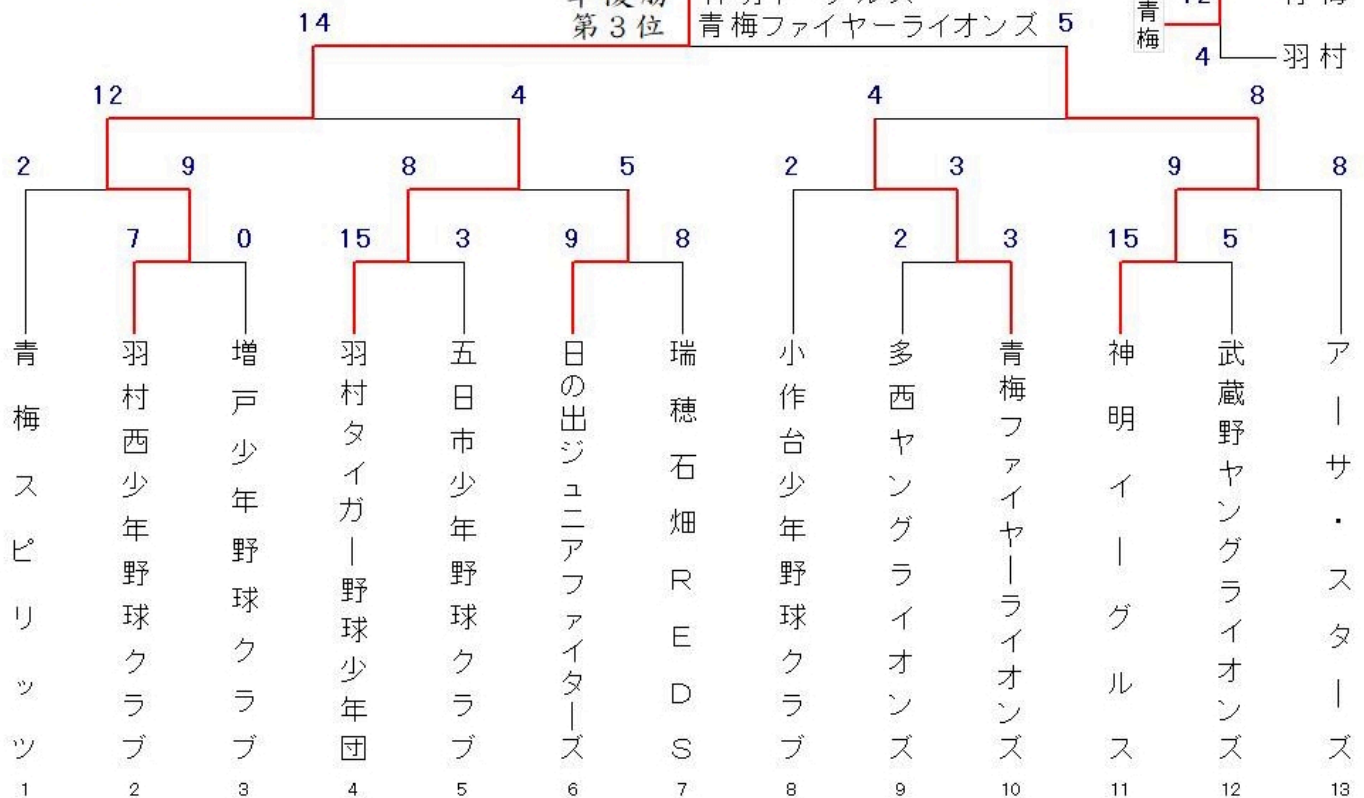 第３位 青梅ファイヤーライオンズ
青梅
4 羽村
14 5
12 4 4 8
2 9 8 5 2 3 9 8
7 0 15 3 9 8 2 3 15 5
青梅スピリッツ
羽村西少年野球クラブ
増戸少年野球クラブ
羽村タイガー野球少年団
五日市少年野球クラブ
日の出ジュニアファイターズ
瑞穂石畑ＲＥＤＳ
小作台少年野球クラブ
多西ヤングライオンズ
青梅ファイヤーライオンズ
神明イーグルス
武蔵野ヤングライオンズ
アーサ・スターズ
1 2 3 4 5 6 7 8 9 10 11 12 13